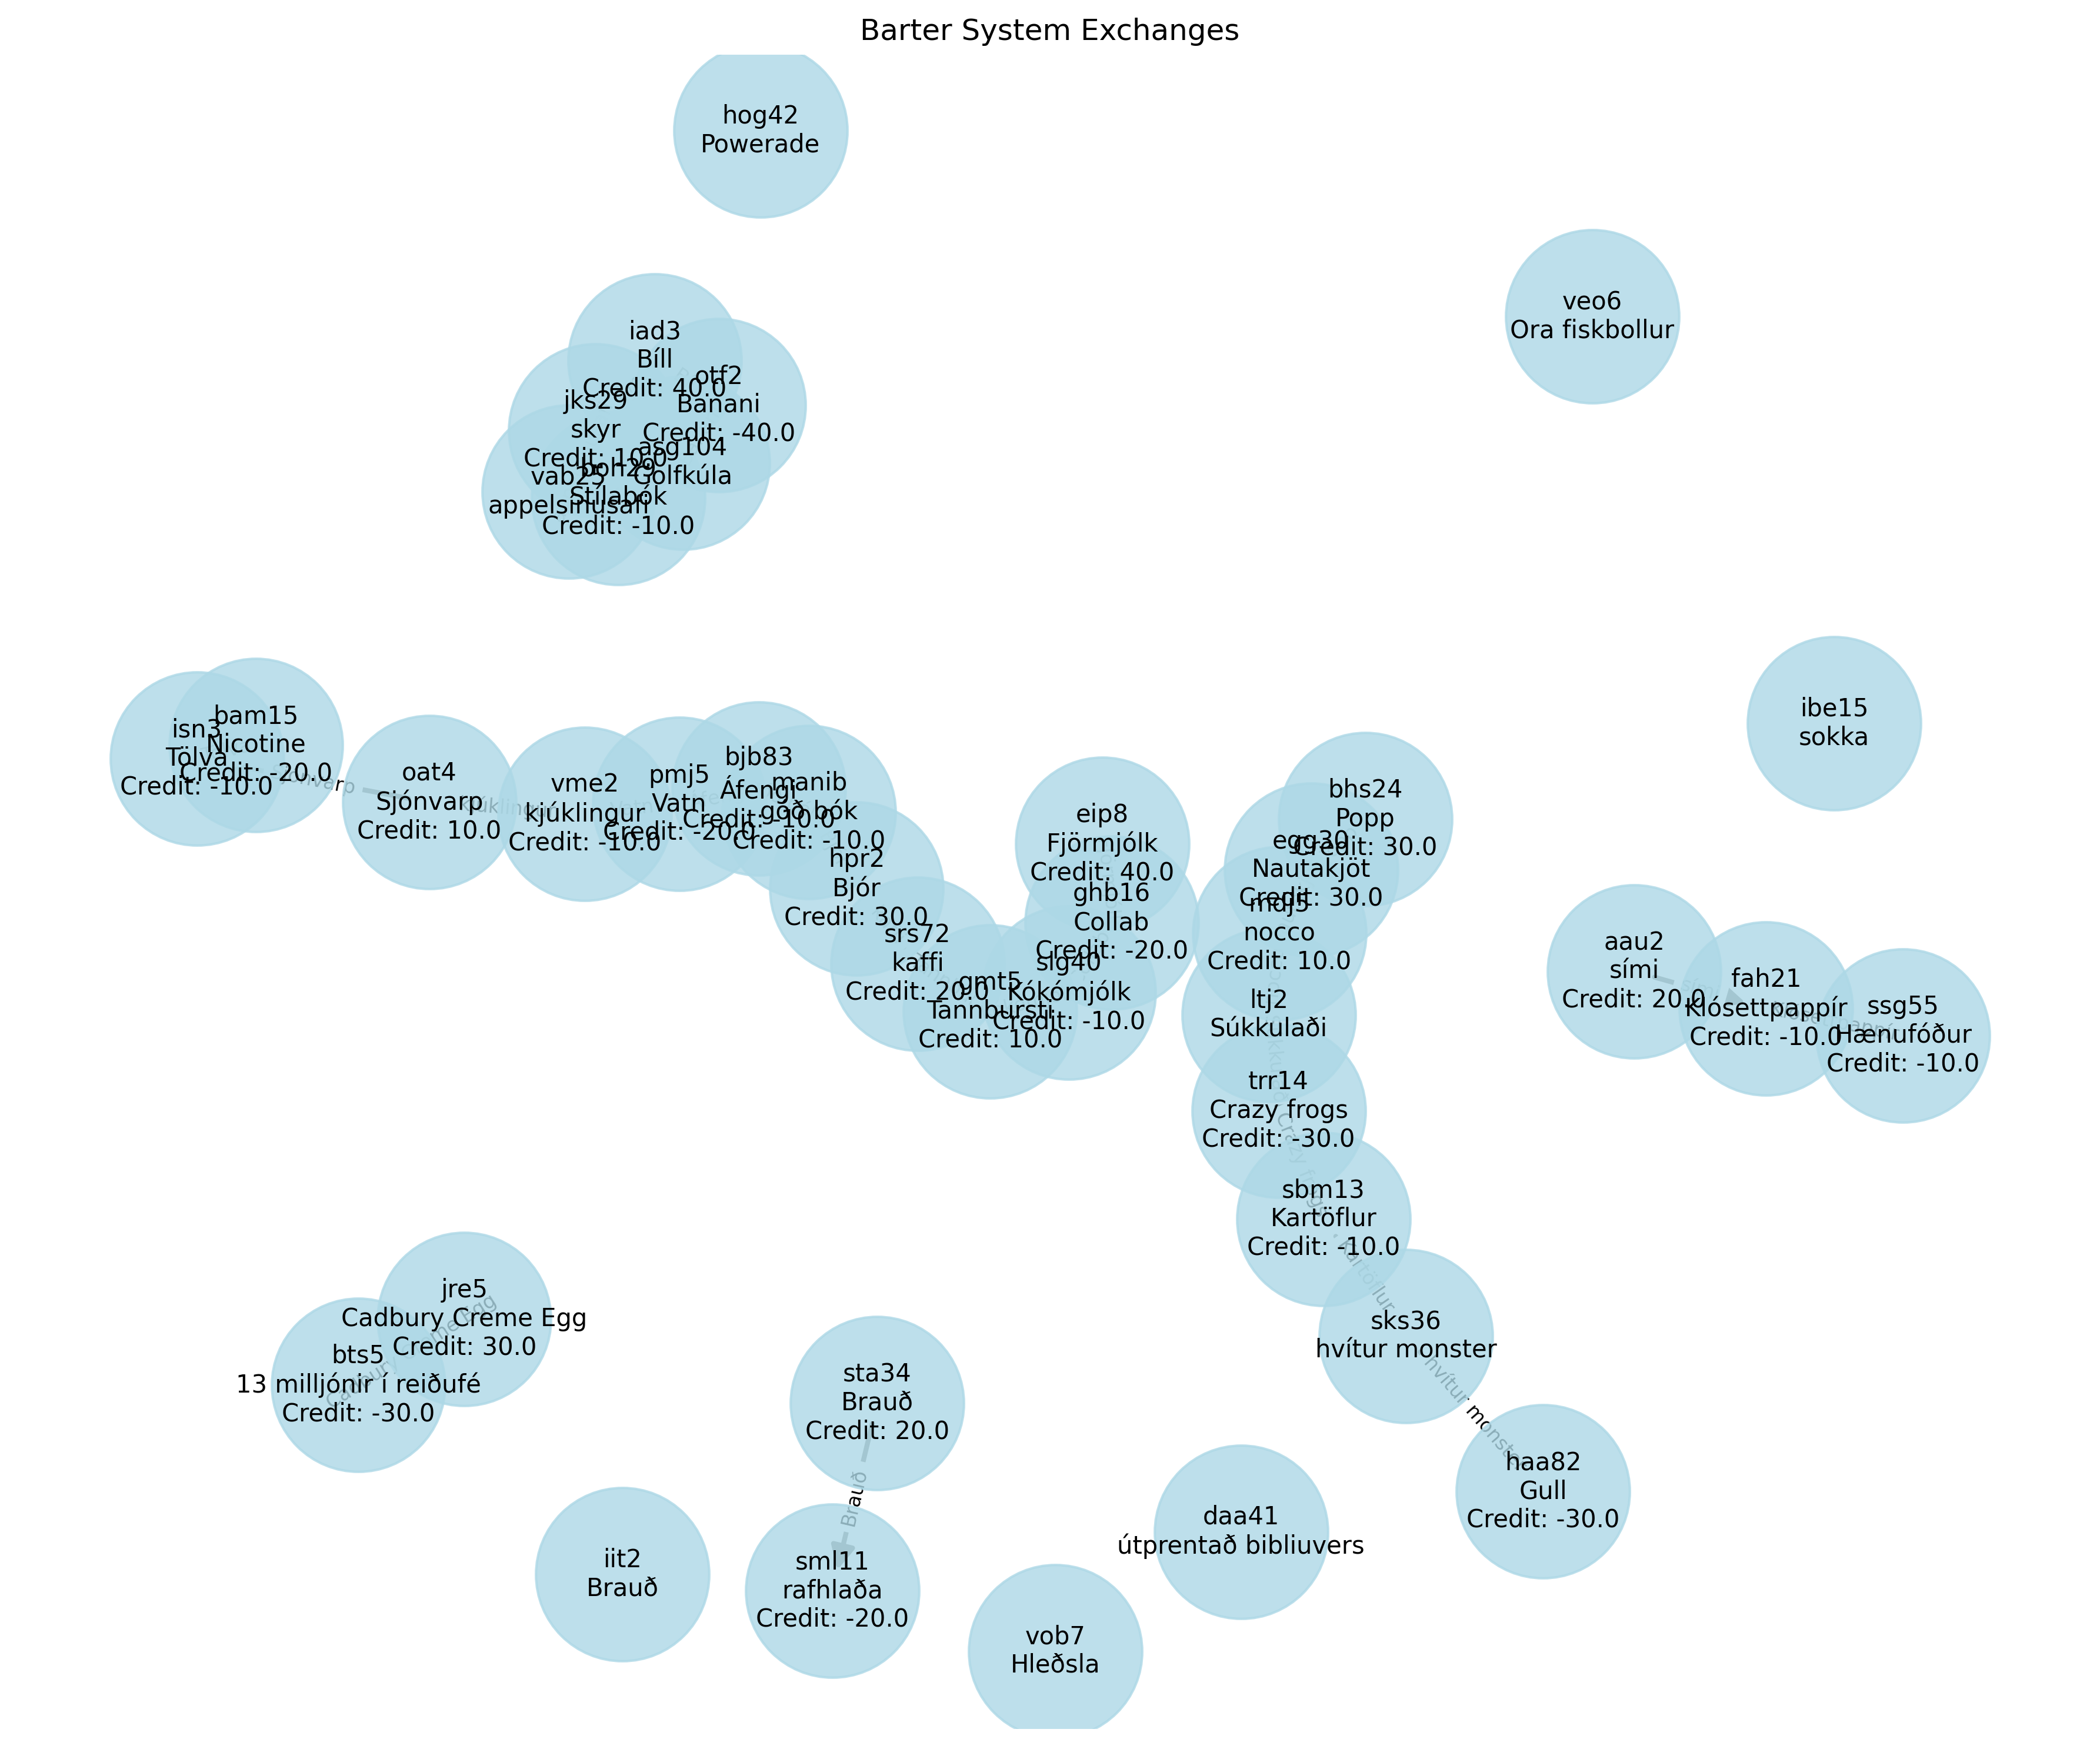 Barter System Exchanges
hog42
Powerade
veo6
Ora fiskbollur
iad3
Bíll
Credit: 40.0
otf2
Banani
Credit: -40.0
jks29
skyr
Credit: 10.0
asg104
Golfkúla
vab25
appelsínusafi
boh29
Stílabók
Credit: -10.0
ibe15
sokka
isn3
Tölva
Credit: -10.0
bam15
Nicotine
Credit: -20.0
oat4
Sjónvarp
Credit: 10.0
kjúklingur
vme2
kjúklingur
Credit: -10.0
pmj5
Vatn
Credit: -20.0
bjb83
Áfengi
Credit: -10.0
manib
góð bók
Credit: -10.0
hpr2
Bjór
Credit: 30.0
srs72
kaffi
Credit: 20.0
gmt5
Tannbursti
Credit: 10.0
slg40
Kókómjólk
Credit: -10.0
eip8
Fjörmjólk
Credit: 40.0
ghb16
Collab
Credit: -20.0
bhs24
Popp
Credit: 30.0
egg30
Nautakjöt
Credit: 30.0
mdj5
nocco
Credit: 10.0
ltj2
Súkkulaði
trr14
Crazy frogs
Credit: -30.0
Crazy frogs
sbm13
Kartöflur
Credit: -10.0
Kartöflur
sks36
hvítur monster
hvítur monster
haa82
Gull
Credit: -30.0
aau2
sími
Credit: 20.0
fah21
Klósettpappír
Credit: -10.0
ssg55
Hænufóður
Credit: -10.0
jre5
Cadbury Creme Egg
Credit: 30.0
Cadbury Creme Egg
bts5
13 milljónir í reiðufé
Credit: -30.0
sta34
Brauð
Credit: 20.0
Brauð
sml11
rafhlaða
Credit: -20.0
iit2
Brauð
daa41
útprentað bibliuvers
vob7
Hleðsla